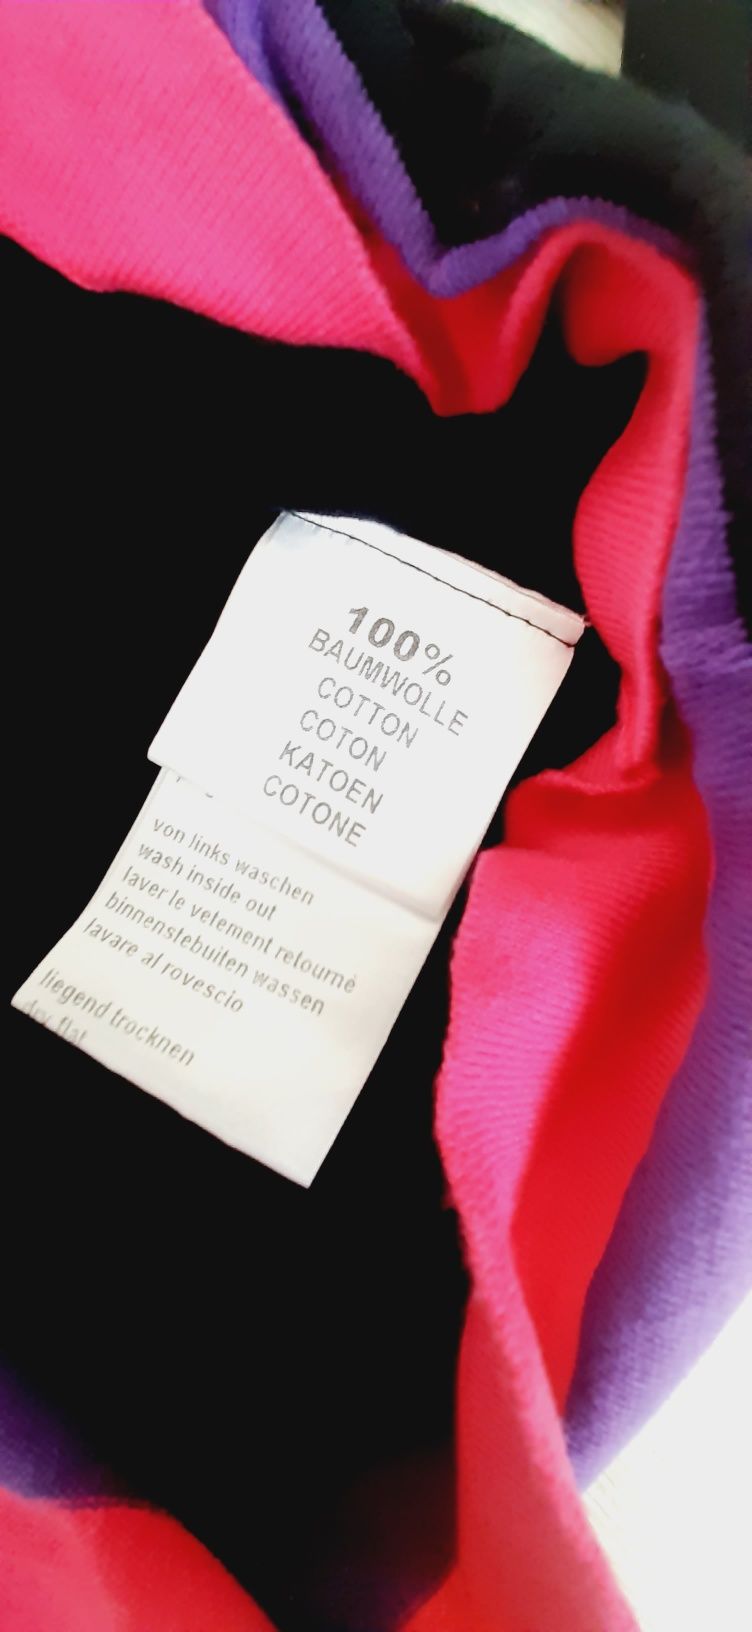 100%
BAUMWOLLE
COTTON
COTON
KATOEN
COTONE
von links waschen
wash inside out
laver le vetement retourné
binnenstebuiten wassen
lavare al rovescio
liegend trocknen
dry flat